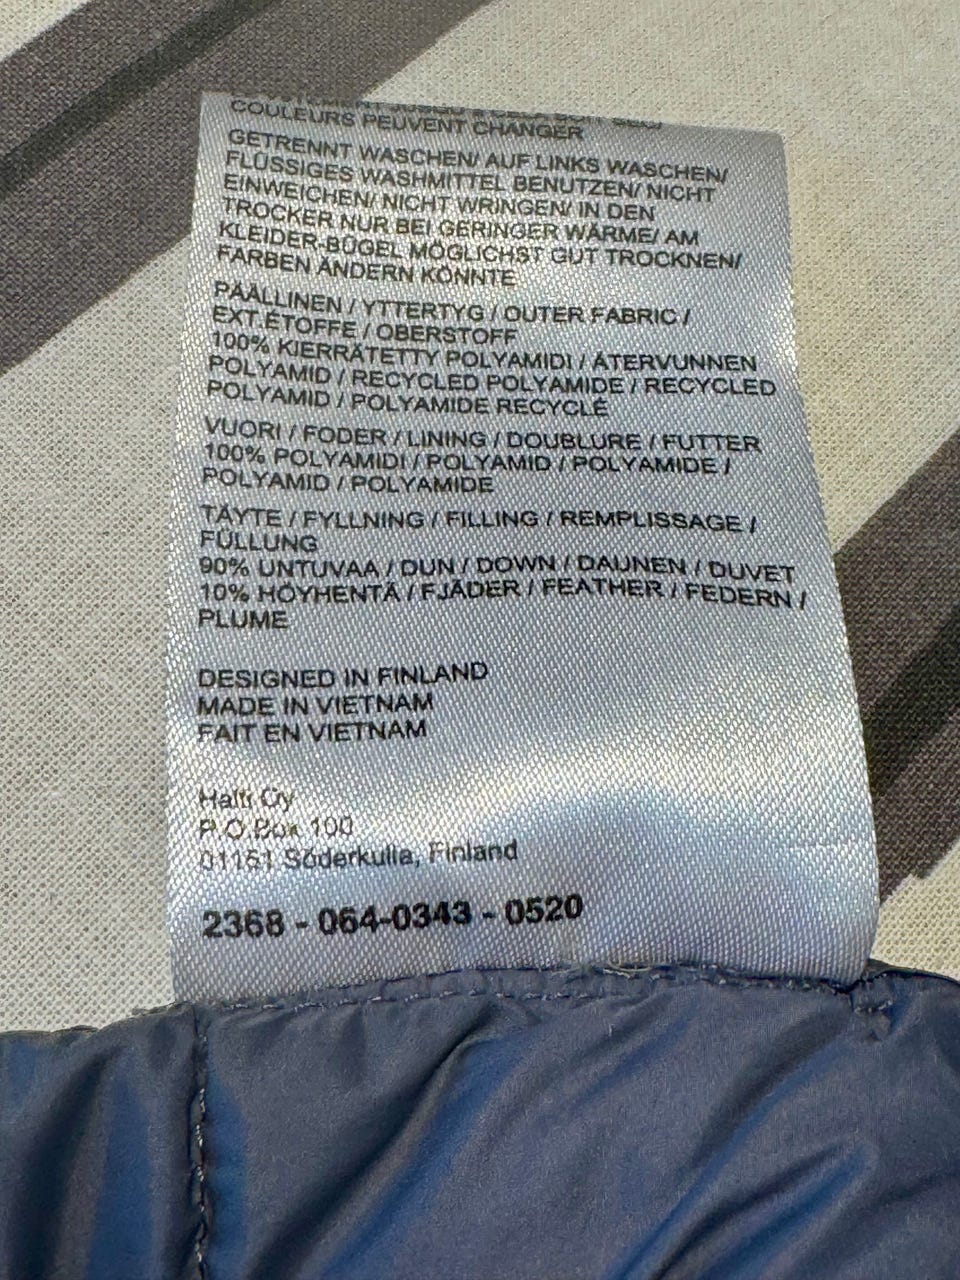 COULEURS PEUVENT CHANGER
GETRENNT WASCHEN/ AUF LINKS WASCHEN/
FLÜSSIGES WASHMITTEL BENUTZEN/ NICHT
EINWEICHEN/ NICHT WRINGEN/ IN DEN
TROCKER NUR BEI GERINGER WÄRME/ AM
KLEIDER-BÜGEL MÖGLICHST GUT TROCKNEN/
FARBEN ÄNDERN KÖNNTE
PÄÄLLINEN / YTTERTYG / OUTER FABRIC /
EXT.ÉTOFFE / OBERSTOFF
100% KIERRÄTETTY POLYAMIDI / ÅTERVUNNEN
POLYAMID / RECYCLED POLYAMIDE / RECYCLED
POLYAMID / POLYAMIDE RECYCLÉ
VUORI / FODER / LINING / DOUBLURE / FUTTER
100% POLYAMIDI / POLYAMID / POLYAMIDE /
POLYAMID / POLYAMIDE
TÄYTE / FYLLNING / FILLING / REMPLISSAGE /
FÜLLUNG
90% UNTUVAA / DUN / DOWN / DAUNEN / DUVET
10% HÖYHENTÄ / FJÄDER / FEATHER / FEDERN /
PLUME
DESIGNED IN FINLAND
MADE IN VIETNAM
FAIT EN VIETNAM
Halti Oy
P.O.Box 100
01151 Söderkulla, Finland
2368 - 064-0343 - 0520